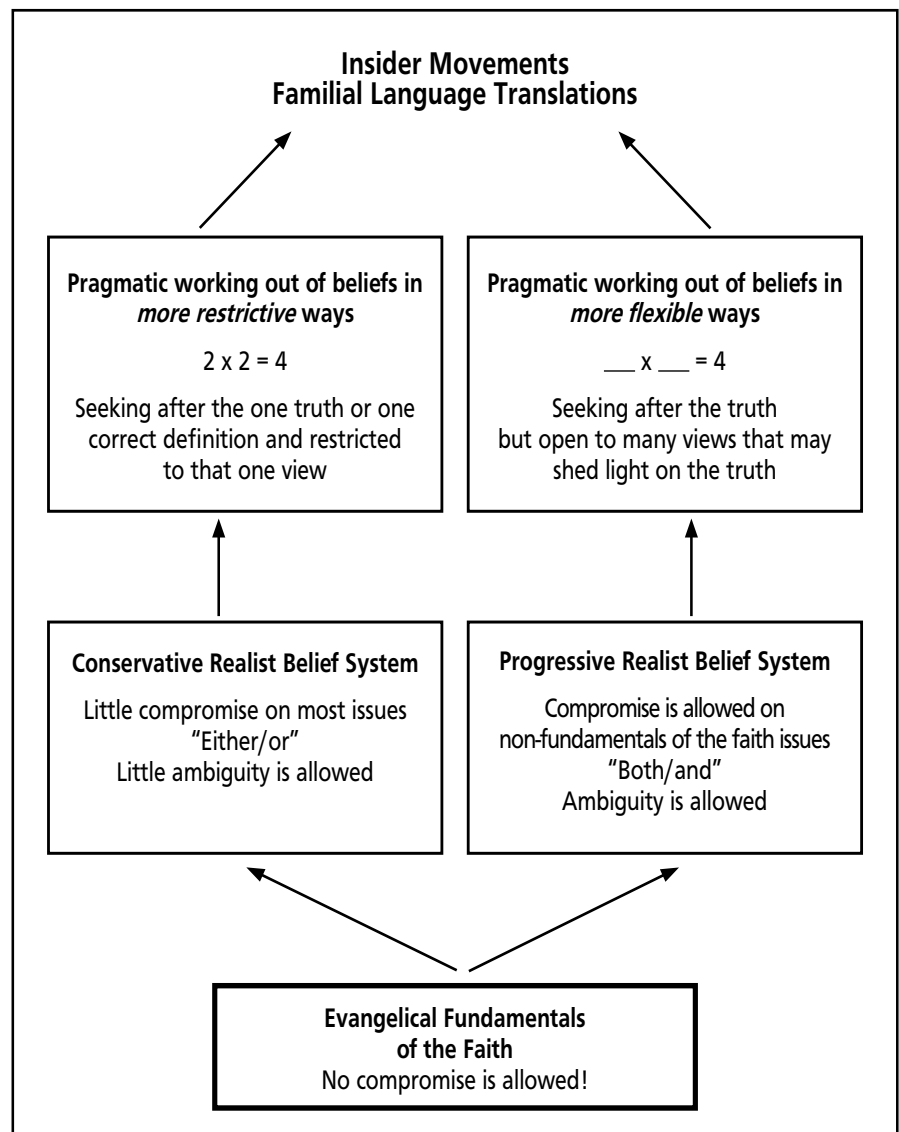 Insider Movements
Familial Language Translations
Pragmatic working out of beliefs in
more restrictive ways
2 x 2 = 4
Seeking after the one truth or one
correct definition and restricted
to that one view
Pragmatic working out of beliefs in
more flexible ways
___ x ___ = 4
Seeking after the truth
but open to many views that may
shed light on the truth
Conservative Realist Belief System
Little compromise on most issues
"Either/or"
Little ambiguity is allowed
Progressive Realist Belief System
Compromise is allowed on
non-fundamentals of the faith issues
"Both/and"
Ambiguity is allowed
Evangelical Fundamentals
of the Faith
No compromise is allowed!